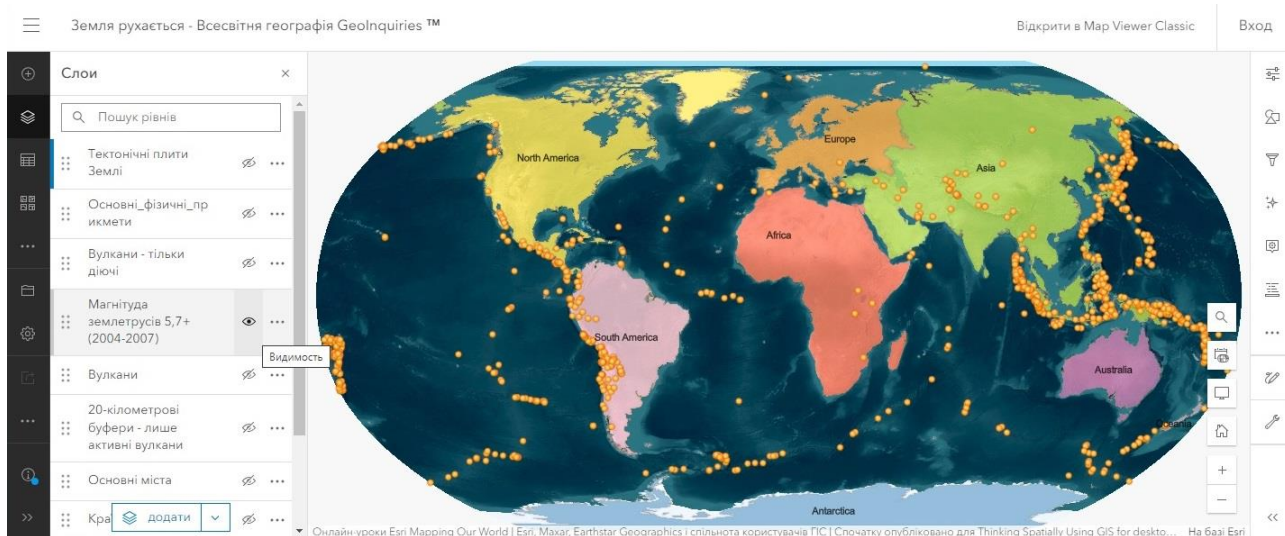 Земля рухається - Всесвітня географія GeoInquiries ™
Відкрити в Map Viewer Classic
Вход
Слои
Пошук рівнів
Тектонічні плити
Землі
Основні_фізичні_пр
икмети
Вулкани - тільки
діючі
Магнітуда
землетрусів 5,7+
(2004-2007)
Видимость
Вулкани
20-кілометрові
буфери - лише
активні вулкани
Основні міста
Кра
додати
North America
Europe
Asia
Africa
South America
Australia
Oceania
Antarctica
Онлайн-уроки Esri Mapping Our World | Esri, Maxar, Earthstar Geographics і спільнота користувачів ГІС | Спочатку опубліковано для Thinking Spatially Using GIS for deskto...
На базі Esri